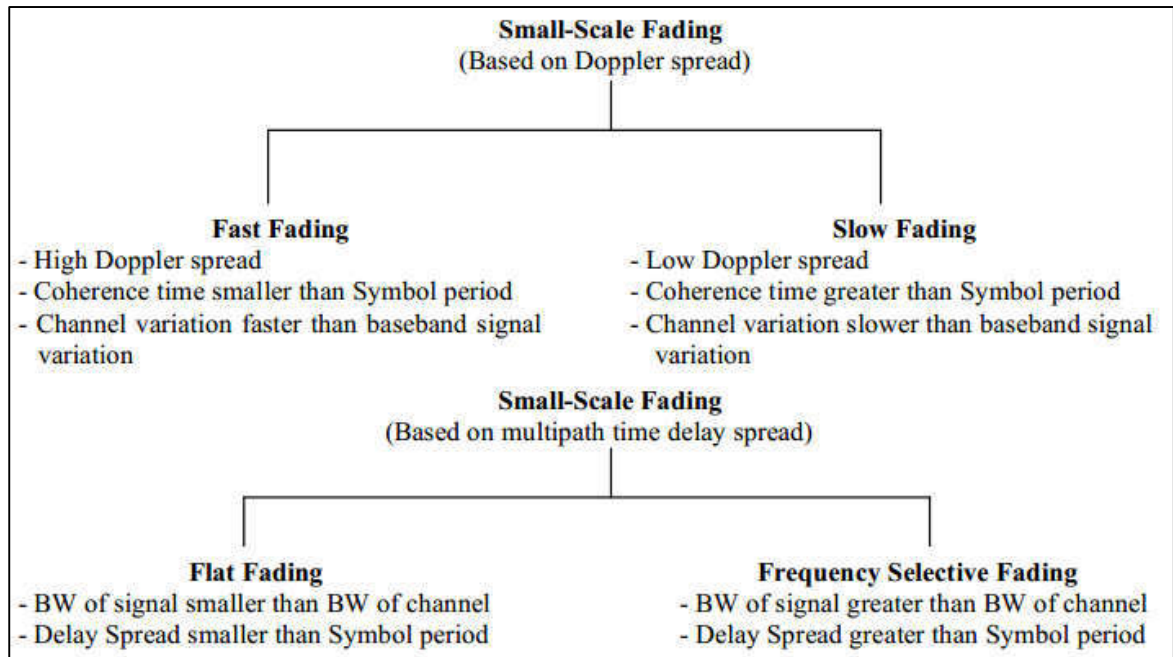 Small-Scale Fading
(Based on Doppler spread)
Fast Fading
- High Doppler spread
- Coherence time smaller than Symbol period
- Channel variation faster than baseband signal
variation
Slow Fading
- Low Doppler spread
- Coherence time greater than Symbol period
- Channel variation slower than baseband signal
variation
Small-Scale Fading
(Based on multipath time delay spread)
Flat Fading
- BW of signal smaller than BW of channel
- Delay Spread smaller than Symbol period
Frequency Selective Fading
- BW of signal greater than BW of channel
- Delay Spread greater than Symbol period